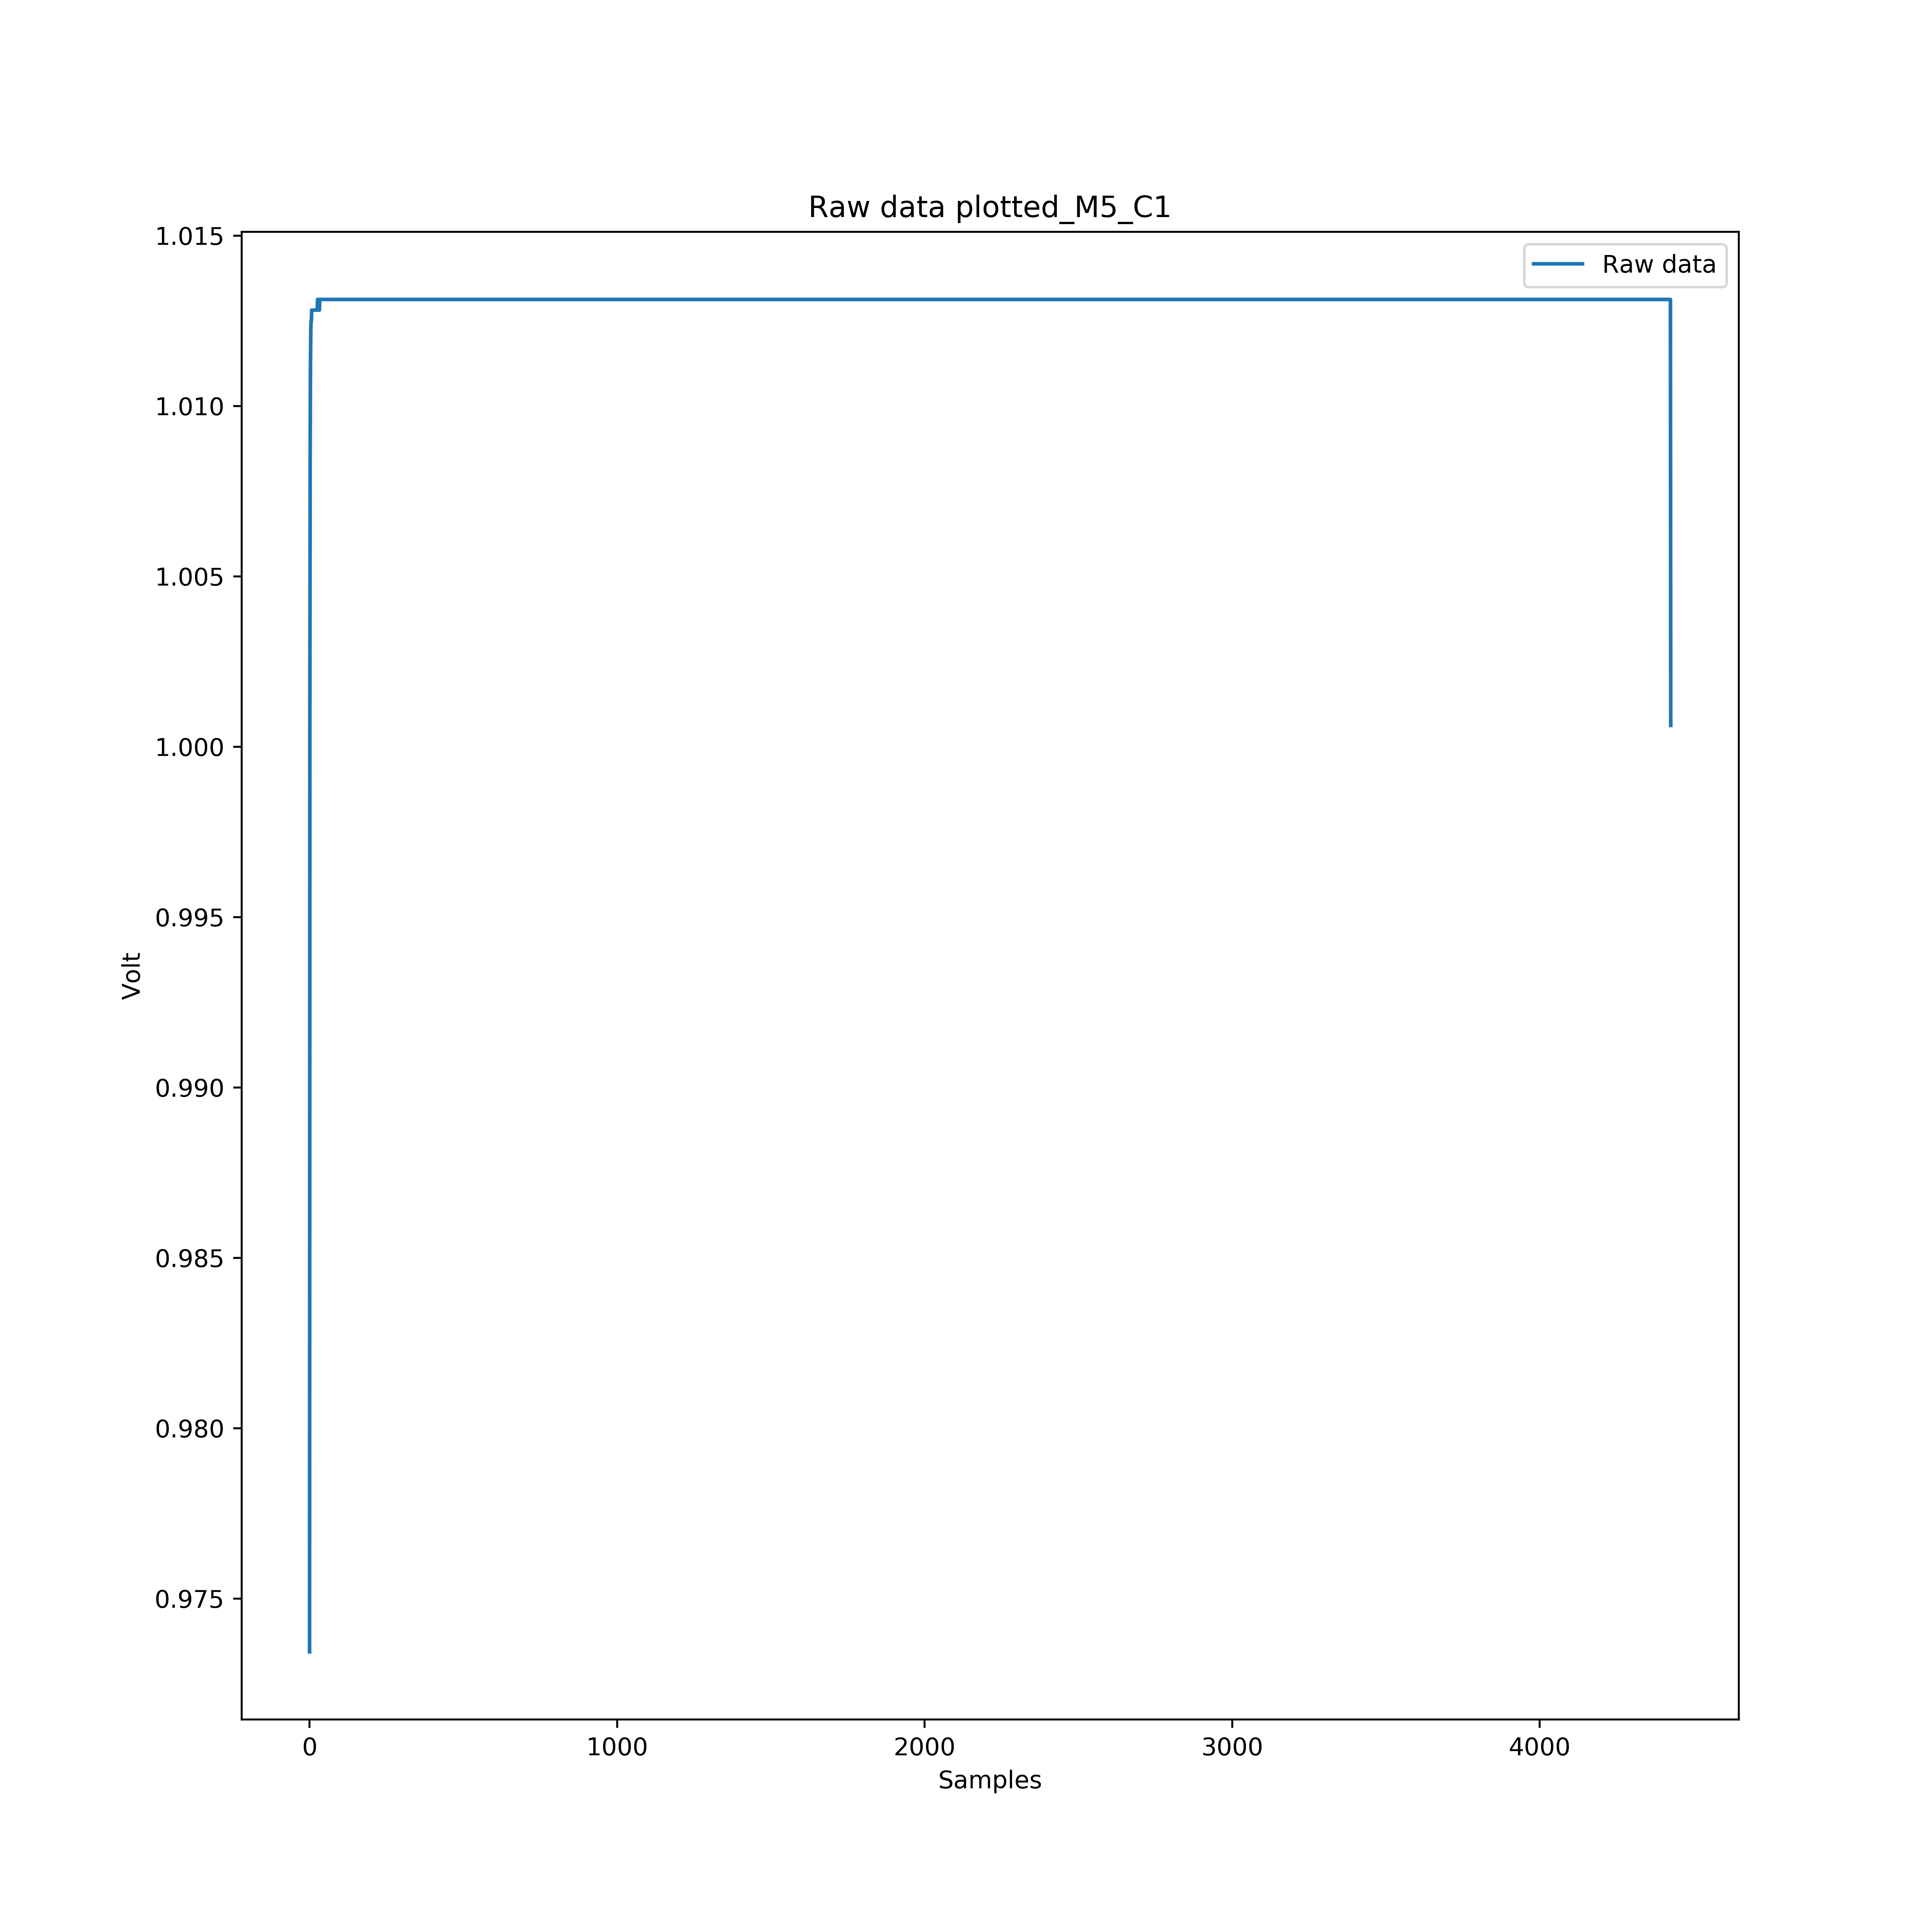 Raw data plotted_M5_C1
Raw data
1.015
1.010
1.005
1.000
0.995
0.990
0.985
0.980
0.975
Volt
0 1000 2000 3000 4000
Samples